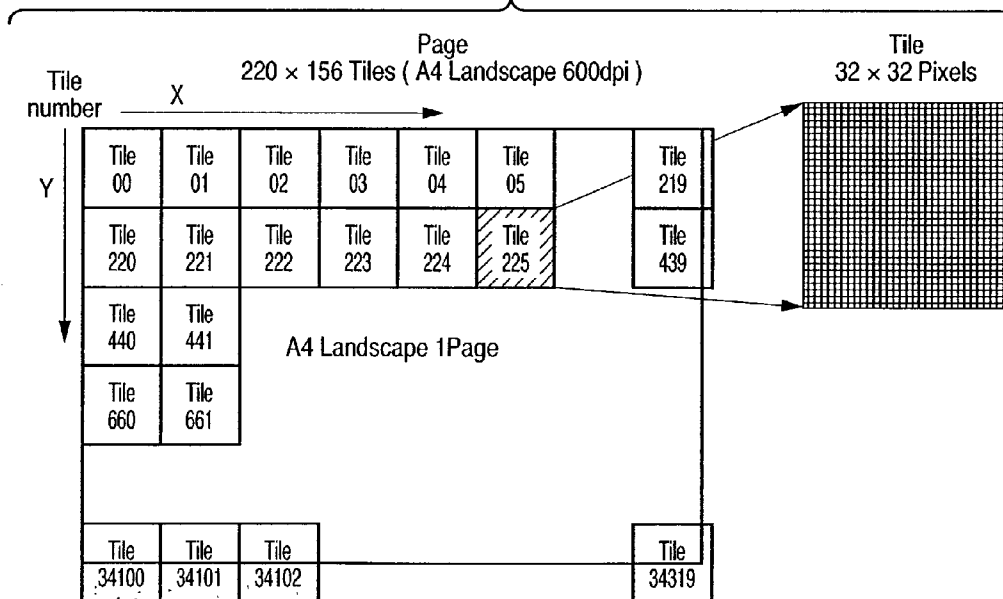 Page
220 × 156 Tiles ( A4 Landscape 600dpi )
Tile
32 × 32 Pixels
Tile
number
X
Y
Tile
00
Tile
01
Tile
02
Tile
03
Tile
04
Tile
05
Tile
219
Tile
220
Tile
221
Tile
222
Tile
223
Tile
224
Tile
225
Tile
439
Tile
440
Tile
441
A4 Landscape 1Page
Tile
660
Tile
661
Tile
34100
Tile
34101
Tile
34102
Tile
34319